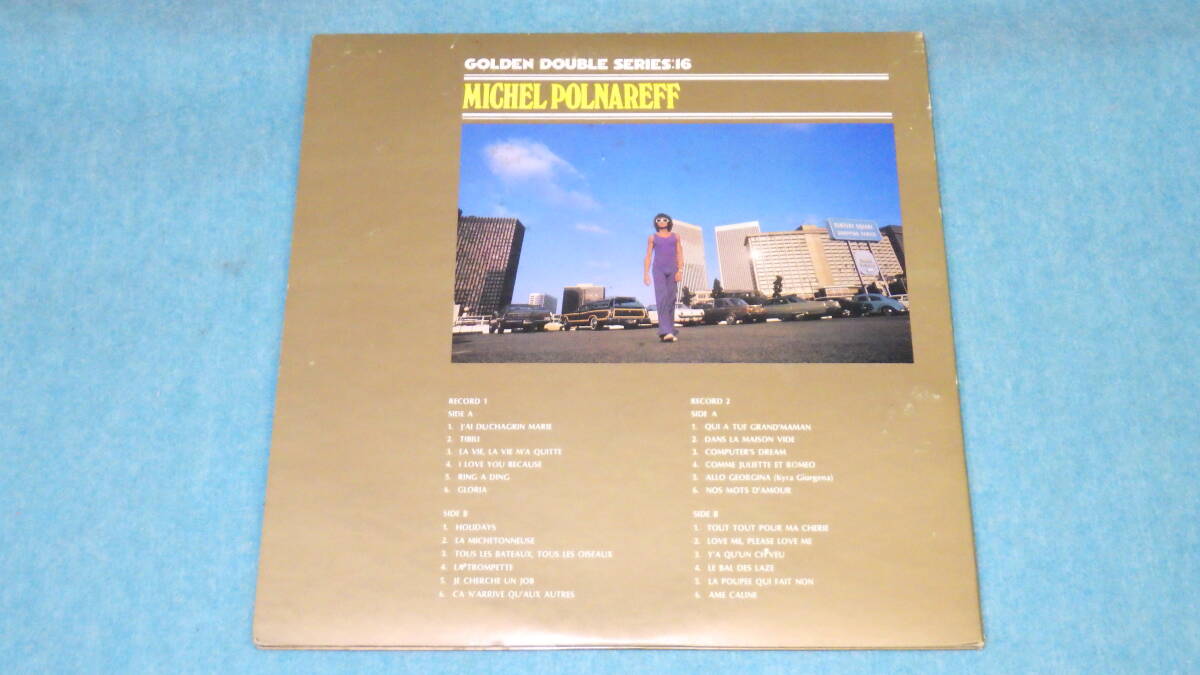 GOLDEN DOUBLE SERIES:16
MICHEL POLNAREFF
CENTURY SQUARE
SHOPPING CENTER
RECORD 1
SIDE A
1. J'AI DU CHAGRIN MARIE
2. TIBILI
3. LA VIE, LA VIE M'A QUITTE
4. I LOVE YOU BECAUSE
5. RING A DING
6. GLORIA
SIDE B
1. HOLIDAYS
2. LA MICHETONNEUSE
3. TOUS LES BATEAUX, TOUS LES OISEAUX
4. LA TROMPETTE
5. JE CHERCHE UN JOB
6. CA N'ARRIVE QU'AUX AUTRES
RECORD 2
SIDE A
1. QUI A TUE GRAND'MAMAN
2. DANS LA MAISON VIDE
3. COMPUTER'S DREAM
4. COMME JULIETTE ET ROMEO
5. ALLO GEORGINA (Kyra Giorgena)
6. NOS MOTS D'AMOUR
SIDE B
1. TOUT TOUT POUR MA CHERIE
2. LOVE ME, PLEASE LOVE ME
3. Y'A QU'UN CHVEU
4. LE BAL DES LAZE
5. LA POUPEE QUI FAIT NON
6. AME CALINE